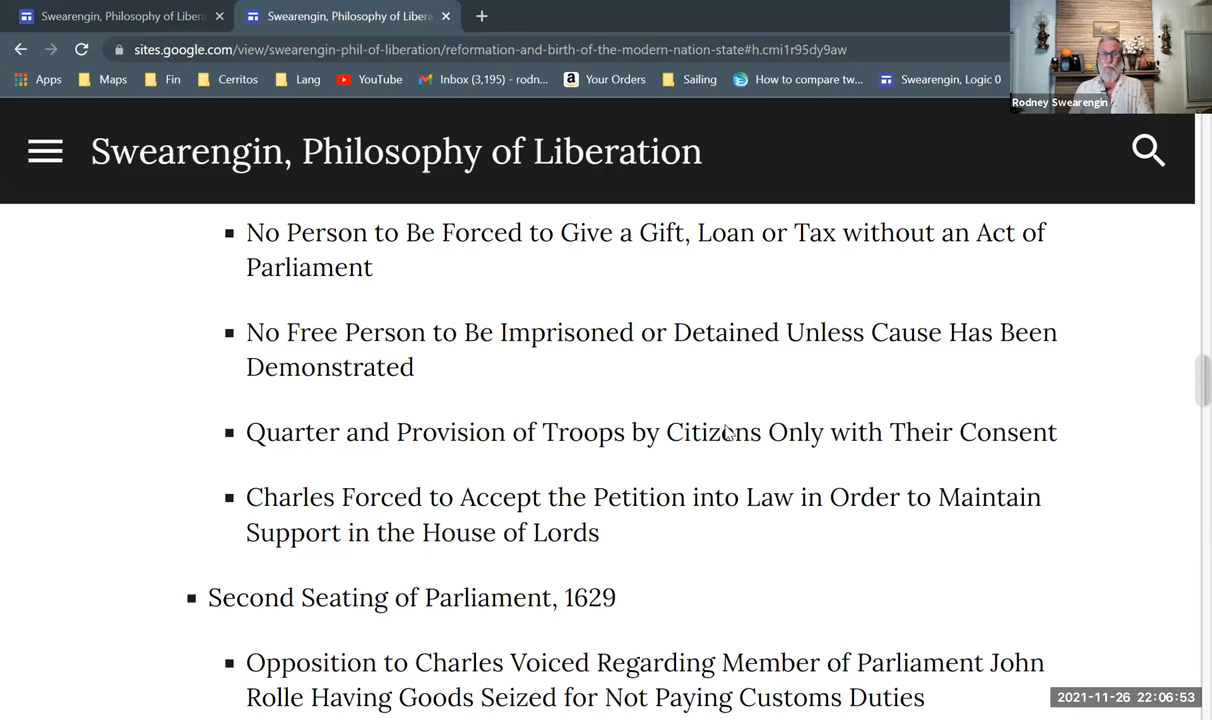 Swearengin, Philosophy of Libera
Swearengin, Philosophy of Libera
sites.google.com/view/swearengin-phil-of-liberation/reformation-and-birth-of-the-modern-nation-state#h.cmi1r95dy9aw
Apps Maps Fin Cerritos Lang YouTube Inbox (3,195) - rodn... Your Orders Sailing How to compare tw... Swearengin, Logic 0
Rodney Swearengin
Swearengin, Philosophy of Liberation
No Person to Be Forced to Give a Gift, Loan or Tax without an Act of
Parliament
No Free Person to Be Imprisoned or Detained Unless Cause Has Been
Demonstrated
Quarter and Provision of Troops by Citizens Only with Their Consent
Charles Forced to Accept the Petition into Law in Order to Maintain
Support in the House of Lords
Second Seating of Parliament, 1629
Opposition to Charles Voiced Regarding Member of Parliament John
Rolle Having Goods Seized for Not Paying Customs Duties
2021-11-26 22:06:53